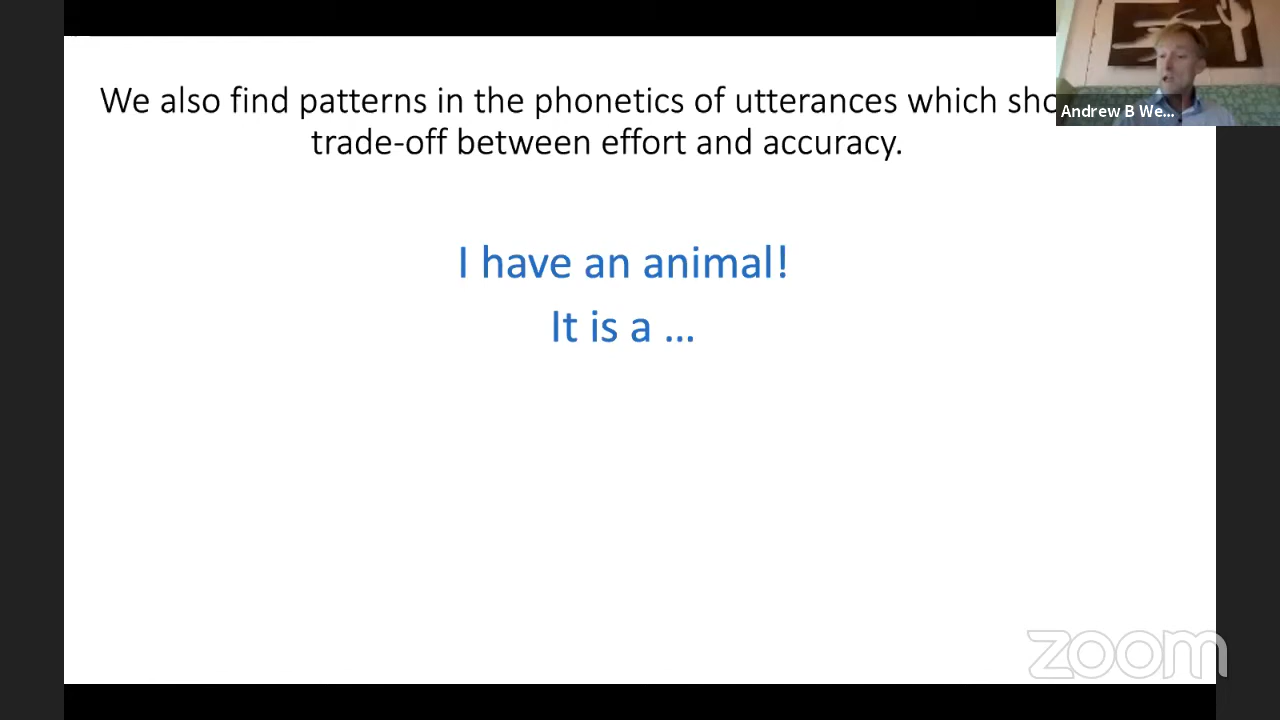 We also find patterns in the phonetics of utterances which sho
trade-off between effort and accuracy.
Andrew B We...
I have an animal!
It is a ...
zoom